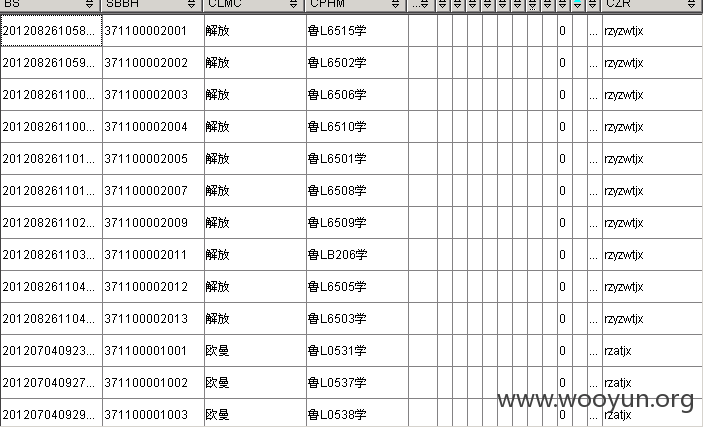 BS SBBH CLMC CPHM ... CZR
201208261058... 371100002001 解放 鲁L6515学 0 ... rzyzwtjx
201208261059... 371100002002 解放 鲁L6502学 0 ... rzyzwtjx
201208261100... 371100002003 解放 鲁L6506学 0 ... rzyzwtjx
201208261100... 371100002004 解放 鲁L6510学 0 ... rzyzwtjx
201208261101... 371100002005 解放 鲁L6501学 0 ... rzyzwtjx
201208261101... 371100002007 解放 鲁L6508学 0 ... rzyzwtjx
201208261102... 371100002009 解放 鲁L6509学 0 ... rzyzwtjx
201208261103... 371100002011 解放 鲁LB206学 0 ... rzyzwtjx
201208261104... 371100002012 解放 鲁L6505学 0 ... rzyzwtjx
201208261104... 371100002013 解放 鲁L6503学 0 ... rzyzwtjx
201207040923... 371100001001 欧曼 鲁L0531学 0 ... rzatjx
201207040927... 371100001002 欧曼 鲁L0537学 0 ... rzatjx
201207040929... 371100001003 欧曼 鲁L0538学 0 ... rzatjx
www.wooyun.org